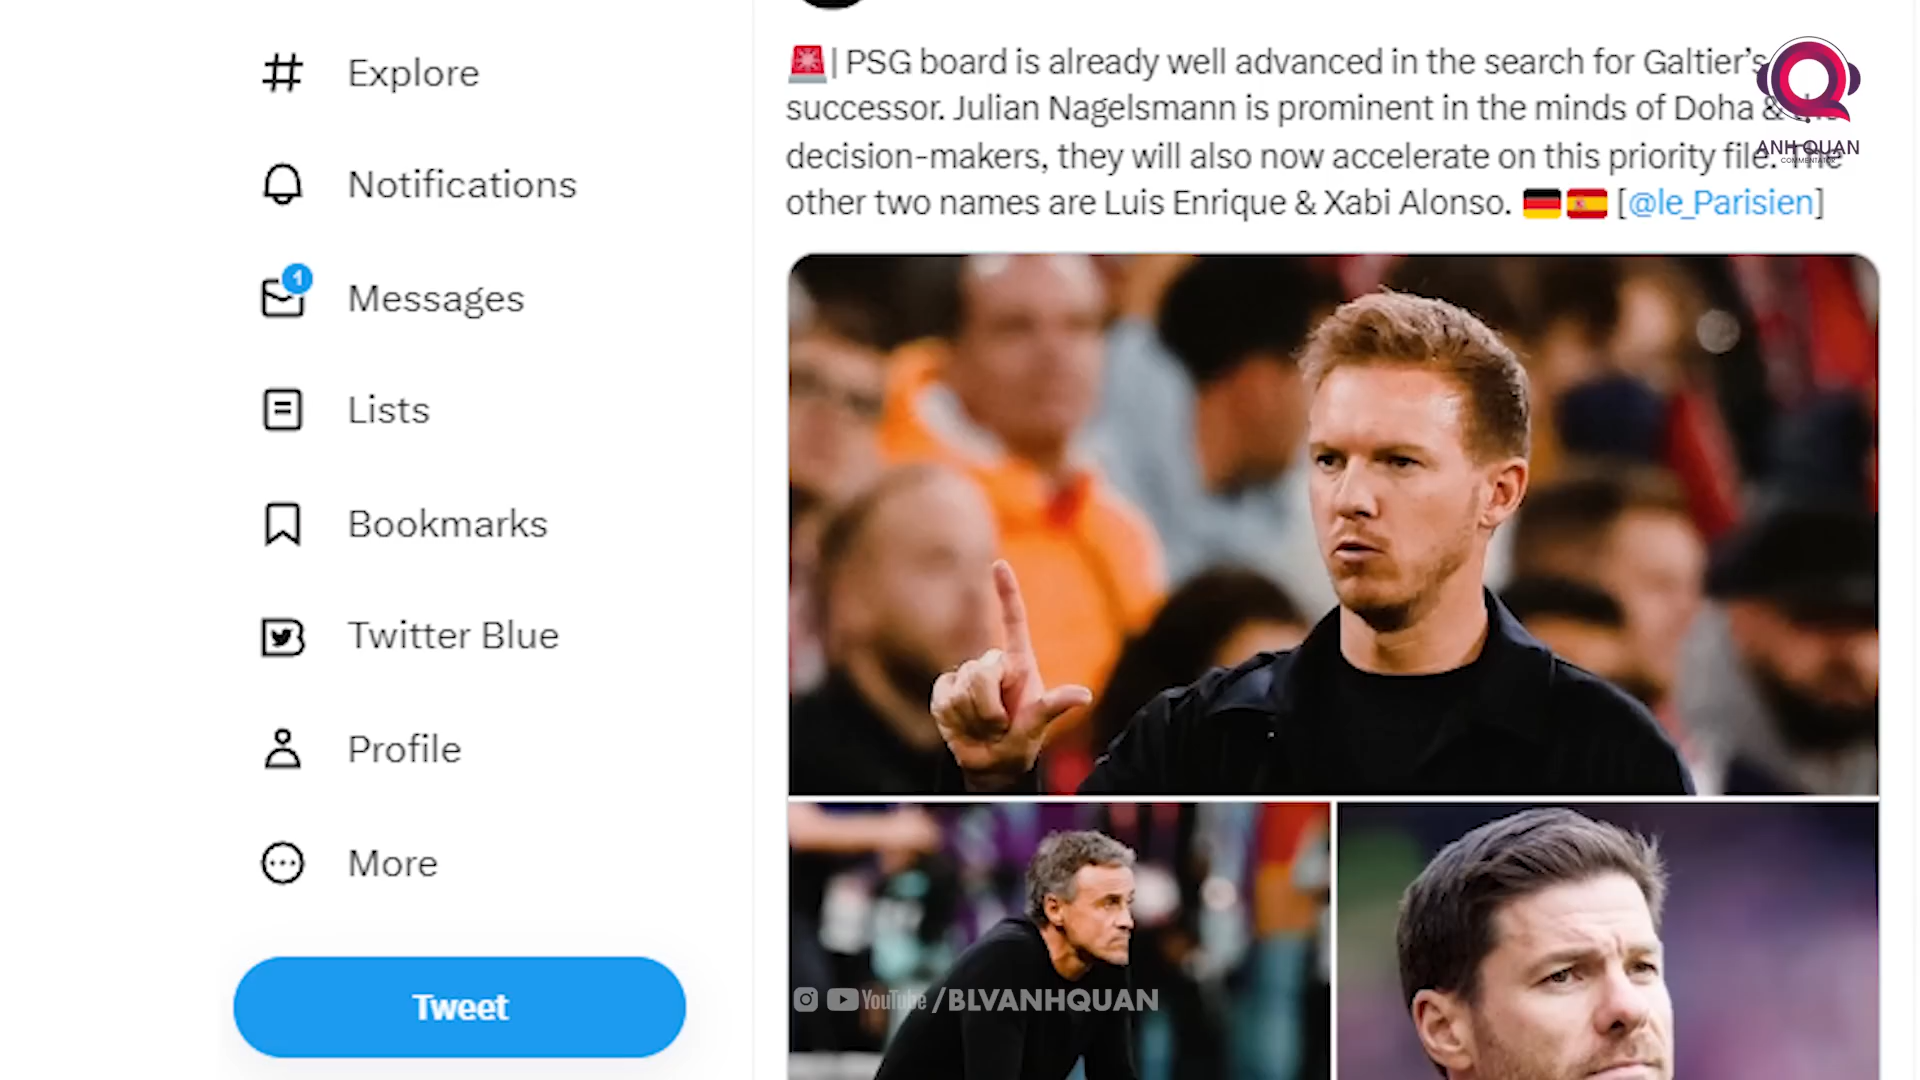 Explore
Notifications
1
Messages
Lists
Bookmarks
Twitter Blue
Profile
More
Tweet
| PSG board is already well advanced in the search for Galtier’s
successor. Julian Nagelsmann is prominent in the minds of Doha &
decision-makers, they will also now accelerate on this priority file. The
other two names are Luis Enrique & Xabi Alonso. [@le_Parisien]
ANH QUAN
COMMENTATOR
YouTube /BLVANHQUAN